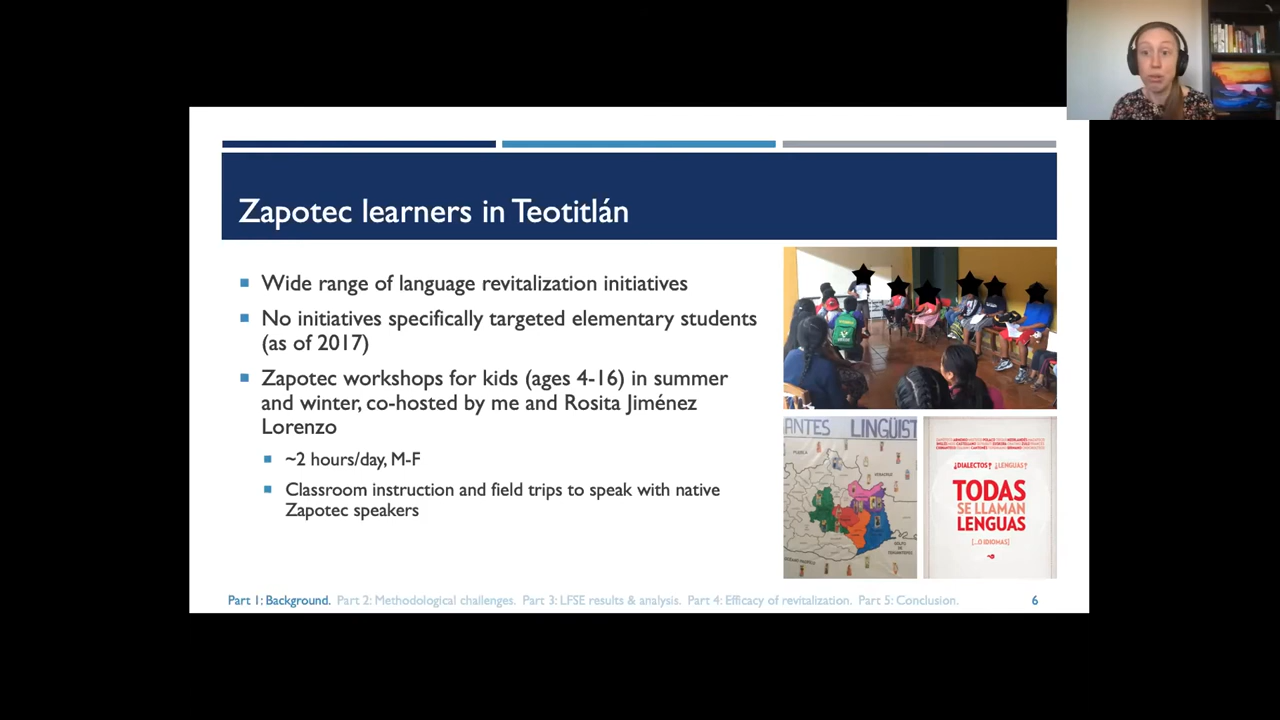 Zapotec learners in Teotitlán
Wide range of language revitalization initiatives
No initiatives specifically targeted elementary students
(as of 2017)
Zapotec workshops for kids (ages 4-16) in summer
and winter, co-hosted by me and Rosita Jiménez
Lorenzo
~2 hours/day, M-F
Classroom instruction and field trips to speak with native
Zapotec speakers
ANTES LINGÜIST
¿DIALECTOS? ¿LENGUAS?
TODAS
SE LLAMAN
LENGUAS
[...O IDIOMAS]
Part 1: Background. Part 2: Methodological challenges. Part 3: LFSE results & analysis. Part 4: Efficacy of revitalization. Part 5: Conclusion.
6